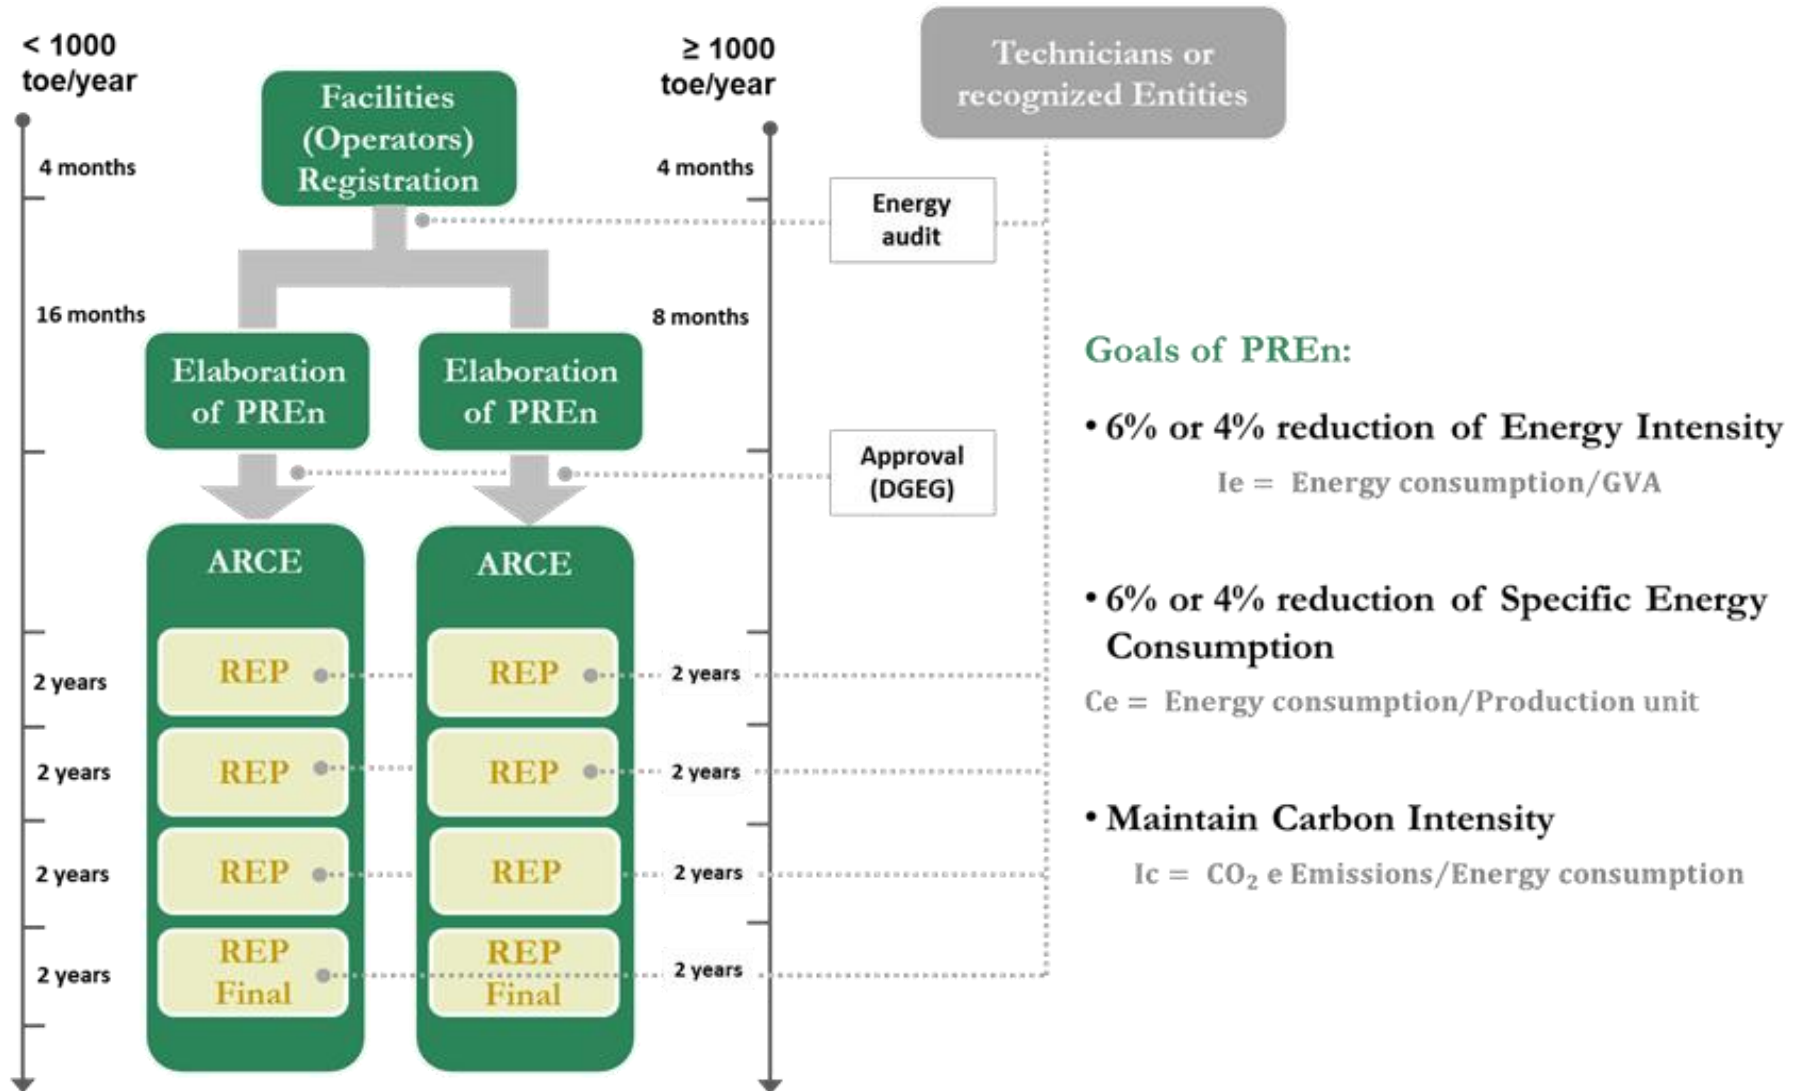 < 1000
toe/year
≥ 1000
toe/year
Technicians or
recognized Entities
Facilities
(Operators)
Registration
4 months
4 months
Energy
audit
16 months
8 months
Elaboration
of PREn
Elaboration
of PREn
Approval
(DGEG)
ARCE
ARCE
2 years
REP
REP
2 years
2 years
REP
REP
2 years
2 years
REP
REP
2 years
2 years
REP
Final
REP
Final
2 years
Goals of PREn:
• 6% or 4% reduction of Energy Intensity
Ie = Energy consumption/GVA
• 6% or 4% reduction of Specific Energy
Consumption
Ce = Energy consumption/Production unit
• Maintain Carbon Intensity
Ic = CO₂ e Emissions/Energy consumption